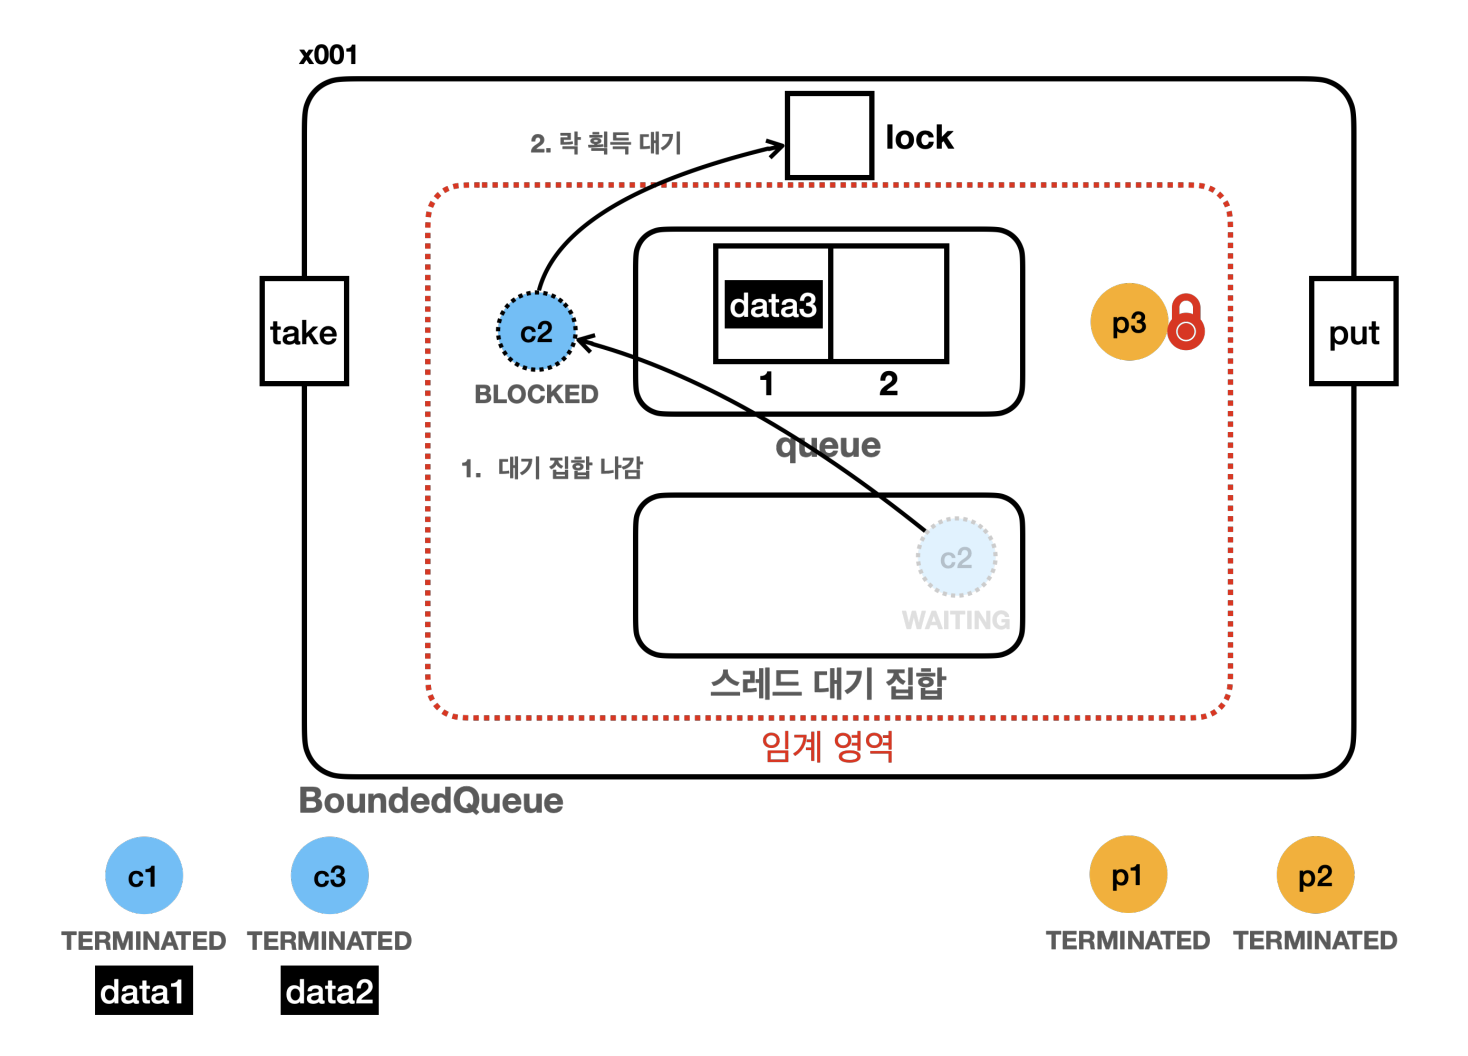 x001
lock
2. 락 획득 대기
take
c2
BLOCKED
data3
1
2
queue
p3
put
1. 대기 집합 나감
c2
WAITING
스레드 대기 집합
임계 영역
BoundedQueue
c1
c3
p1
p2
TERMINATED
TERMINATED
TERMINATED
TERMINATED
data1
data2